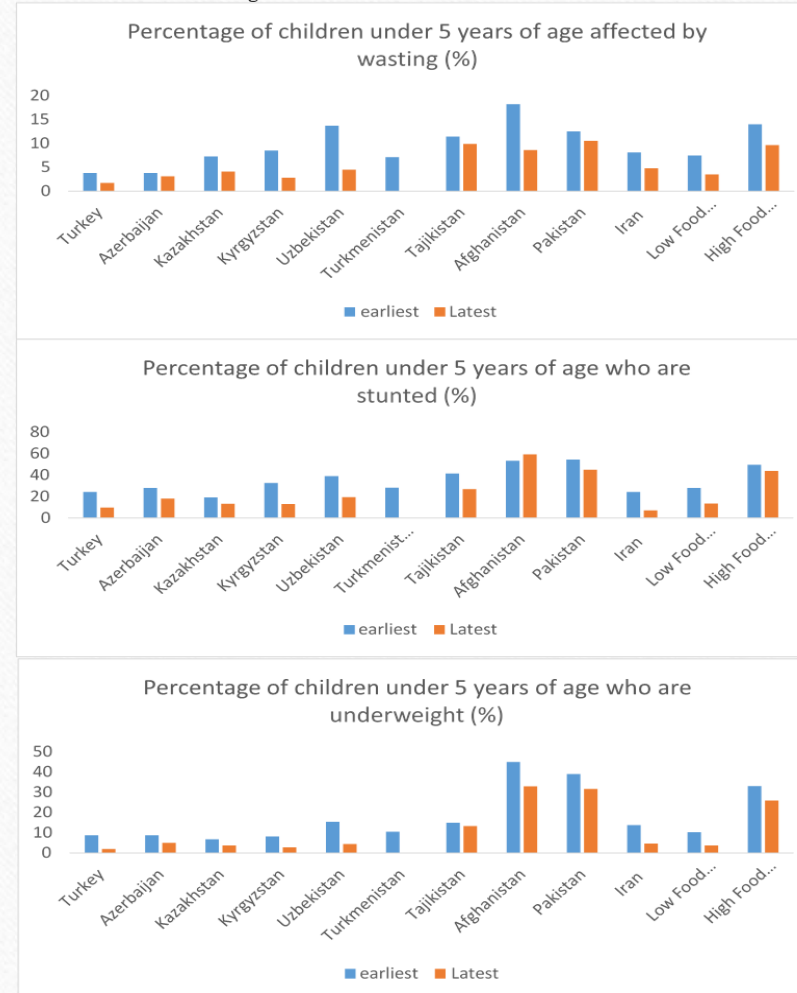 Percentage of children under 5 years of age affected by
wasting (%)
20
15
10
5
0
Turkey
Azerbaijan
Kazakhstan
Kyrgyzstan
Uzbekistan
Turkmenistan
Tajikistan
Afghanistan
Pakistan
Iran
Low Food...
High Food...
earliest Latest
Percentage of children under 5 years of age who are
stunted (%)
80
60
40
20
0
Turkey
Azerbaijan
Kazakhstan
Kyrgyzstan
Uzbekistan
Turkmenist...
Tajikistan
Afghanistan
Pakistan
Iran
Low Food...
High Food...
earliest Latest
Percentage of children under 5 years of age who are
underweight (%)
50
40
30
20
10
0
Turkey
Azerbaijan
Kazakhstan
Kyrgyzstan
Uzbekistan
Turkmenistan
Tajikistan
Afghanistan
Pakistan
Iran
Low Food...
High Food...
earliest Latest